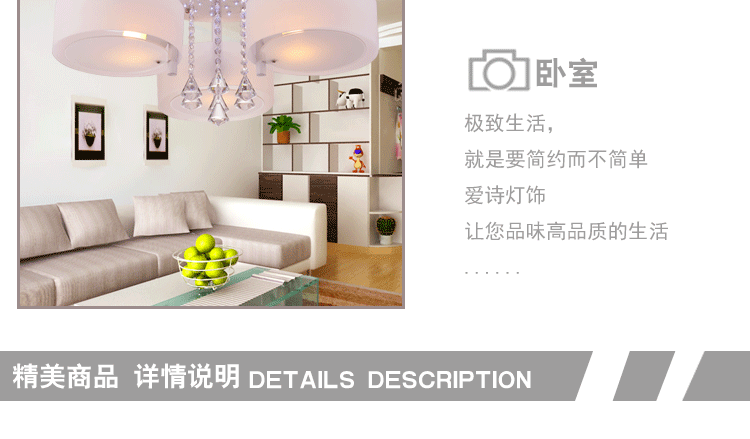 卧室
极致生活，
就是要简约而不简单
爱诗灯饰
让您品味高品质的生活
......
精美商品 详情说明 DETAILS DESCRIPTION